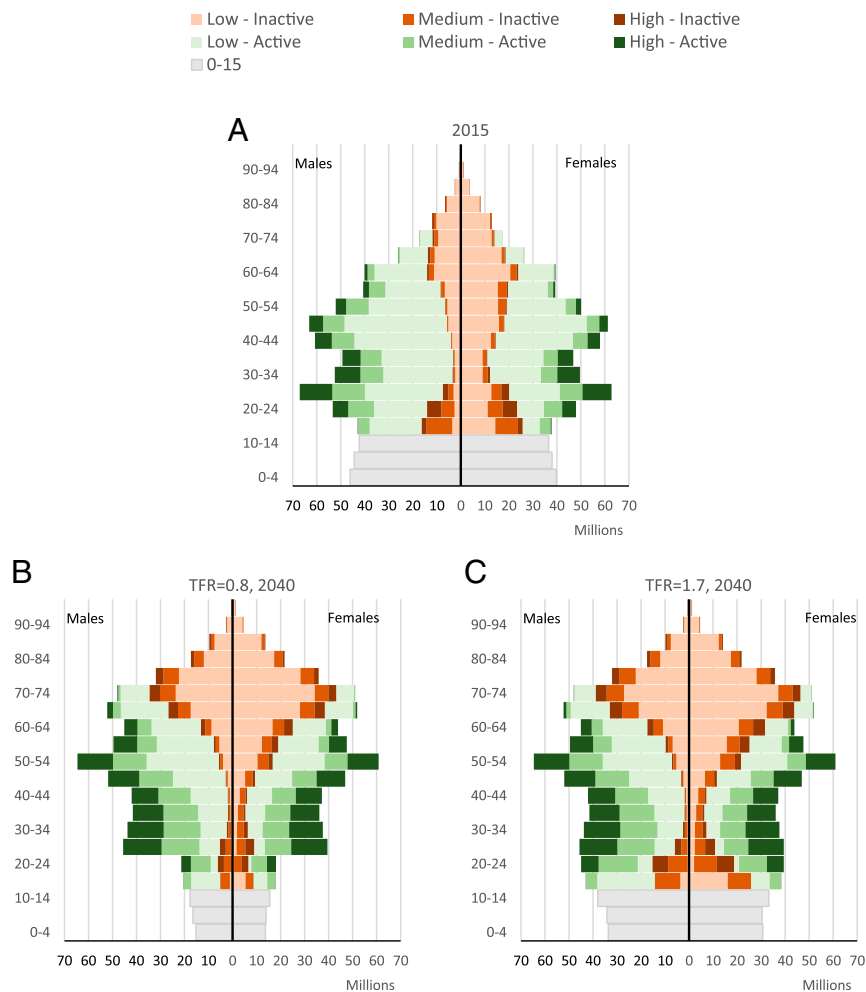 Low - Inactive Medium - Inactive High - Inactive
Low - Active Medium - Active High - Active
0-15
A
2015
Males Females
90-94
80-84
70-74
60-64
50-54
40-44
30-34
20-24
10-14
0-4
70 60 50 40 30 20 10 0 10 20 30 40 50 60 70
Millions
B
TFR=0.8, 2040
Males Females
90-94
80-84
70-74
60-64
50-54
40-44
30-34
20-24
10-14
0-4
70 60 50 40 30 20 10 0 10 20 30 40 50 60 70
Millions
C
TFR=1.7, 2040
Males Females
90-94
80-84
70-74
60-64
50-54
40-44
30-34
20-24
10-14
0-4
70 60 50 40 30 20 10 0 10 20 30 40 50 60 70
Millions